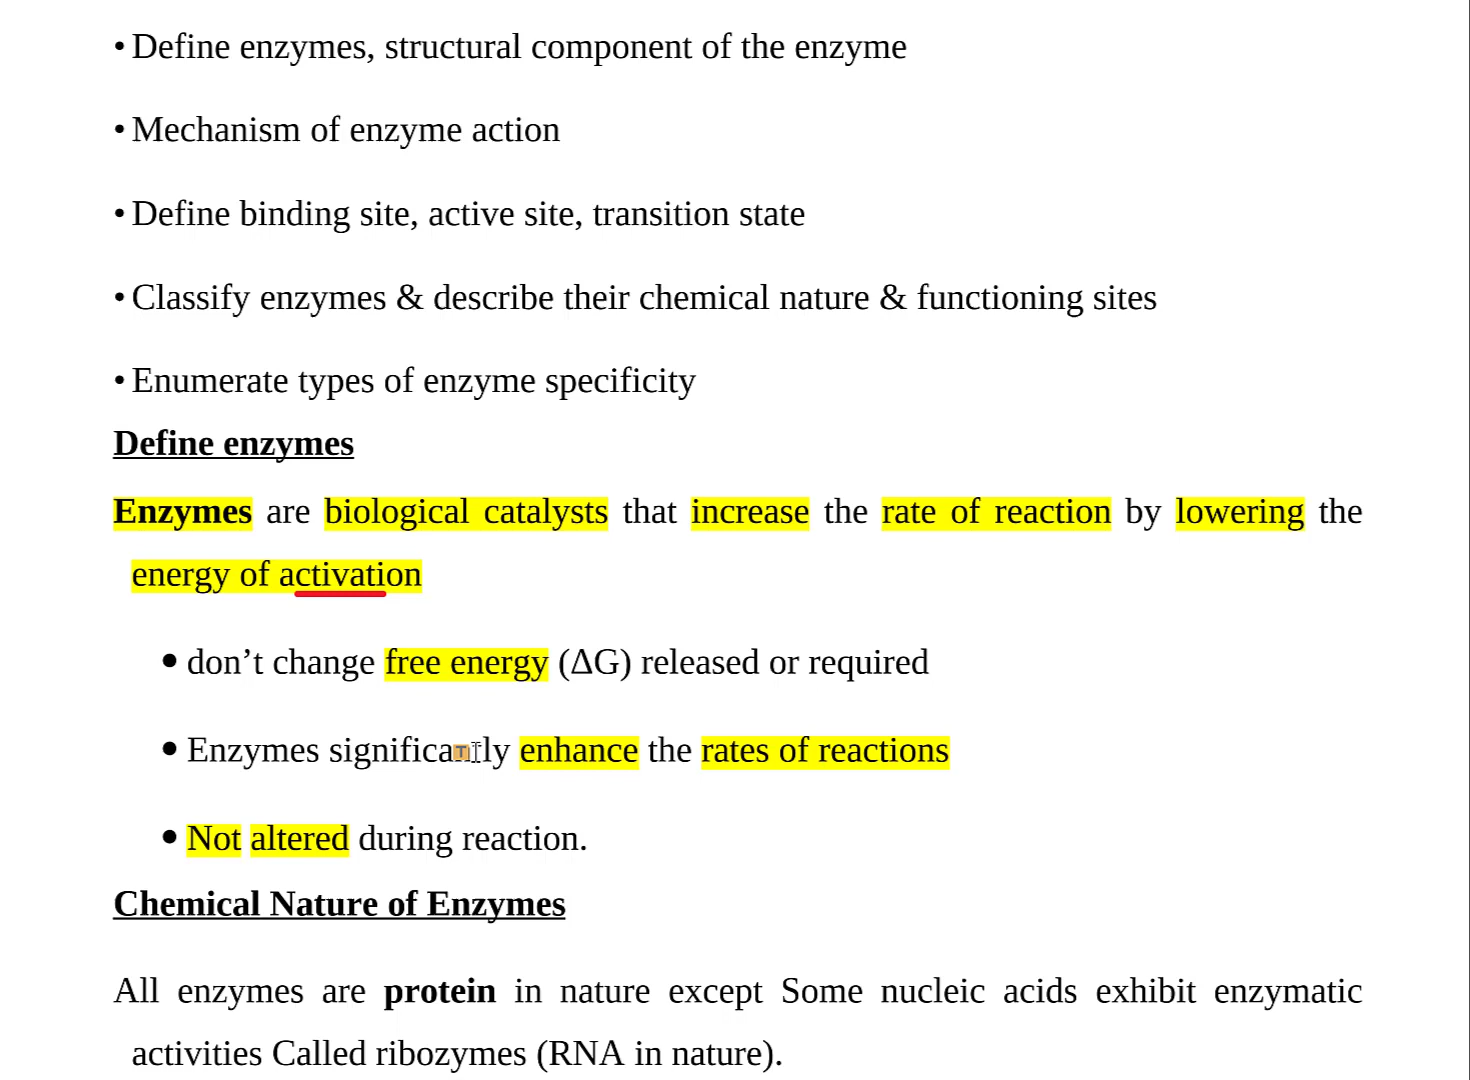 • Define enzymes, structural component of the enzyme
• Mechanism of enzyme action
• Define binding site, active site, transition state
• Classify enzymes & describe their chemical nature & functioning sites
• Enumerate types of enzyme specificity
Define enzymes
Enzymes are biological catalysts that increase the rate of reaction by lowering the
energy of activation
• don’t change free energy (ΔG) released or required
• Enzymes significantly enhance the rates of reactions
• Not altered during reaction.
Chemical Nature of Enzymes
All enzymes are protein in nature except Some nucleic acids exhibit enzymatic
activities Called ribozymes (RNA in nature).